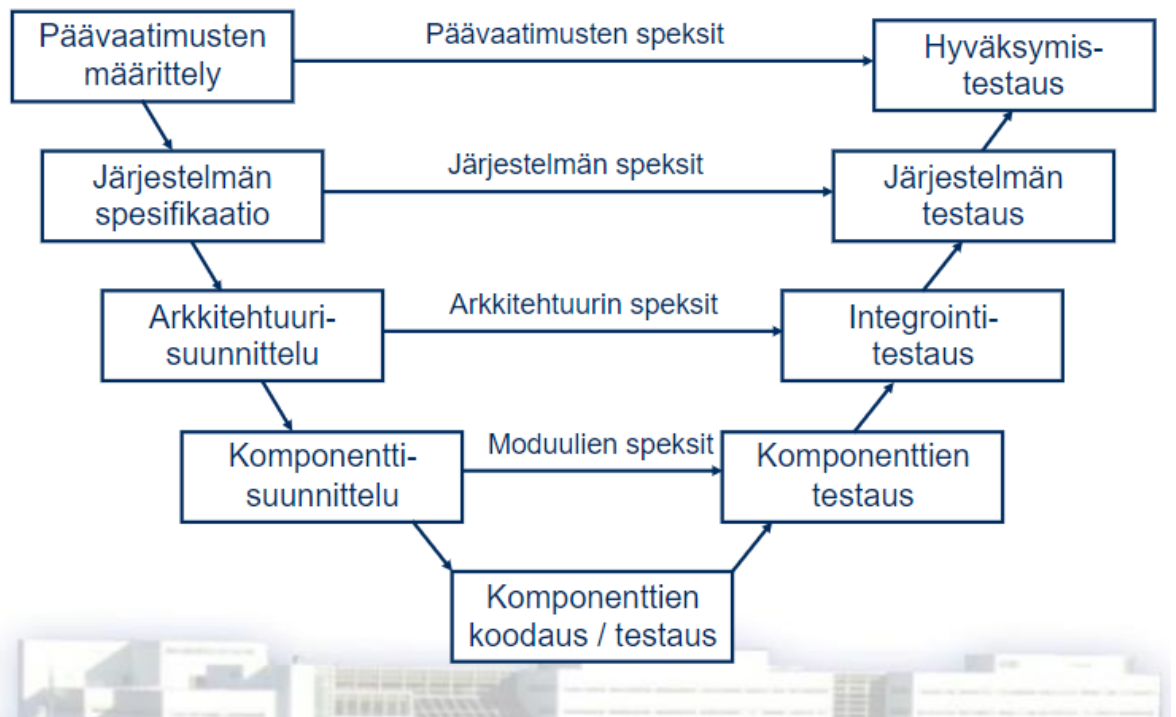 Päävaatimusten
määrittely
Päävaatimusten speksit
Hyväksymis-
testaus
Järjestelmän
spesifikaatio
Järjestelmän speksit
Järjestelmän
testaus
Arkkitehtuuri-
suunnittelu
Arkkitehtuurin speksit
Integrointi-
testaus
Komponentti-
suunnittelu
Moduulien speksit
Komponenttien
testaus
Komponenttien
koodaus / testaus